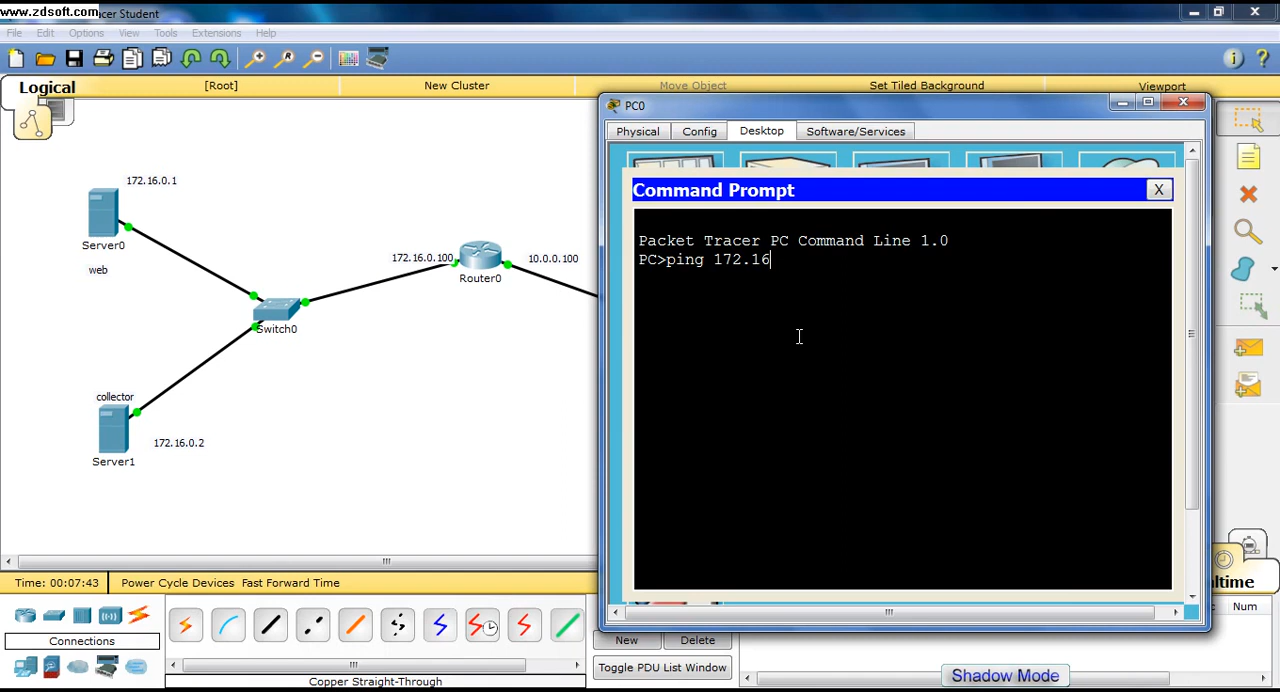 www.zdsoft.com
cer Student
File Edit Options View Tools Extensions Help
Logical
[Root]
New Cluster
Move Object
Set Tiled Background
Viewport
PC0
Physical Config Desktop Software/Services
Command Prompt
X
Packet Tracer PC Command Line 1.0
PC>ping 172.16
172.16.0.1
Server0
web
172.16.0.100
10.0.0.100
Router0
Switch0
collector
172.16.0.2
Server1
Time: 00:07:43 Power Cycle Devices Fast Forward Time
ltime
Connections
Copper Straight-Through
New
Delete
Toggle PDU List Window
c Num
Shadow Mode